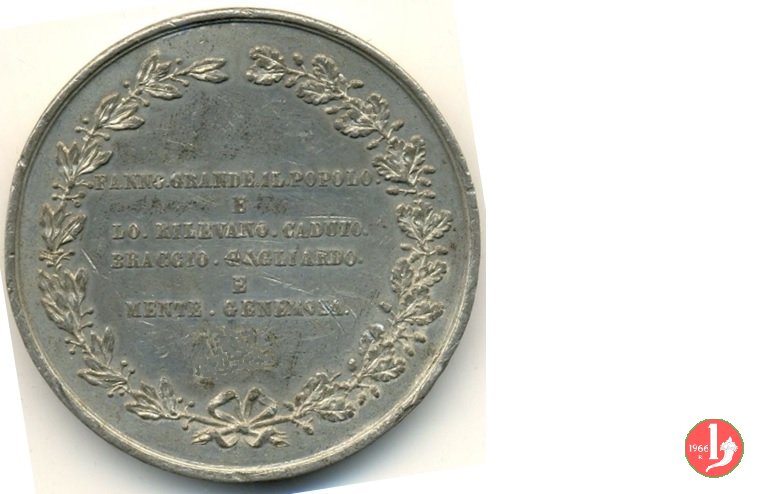 FANNO.GRANDE.IL.POPOLO.
E
LO. RILEVANO. CADUTO.
BRACCIO. GAGLIARDO.
E
MENTE. GENEROSA.
1966